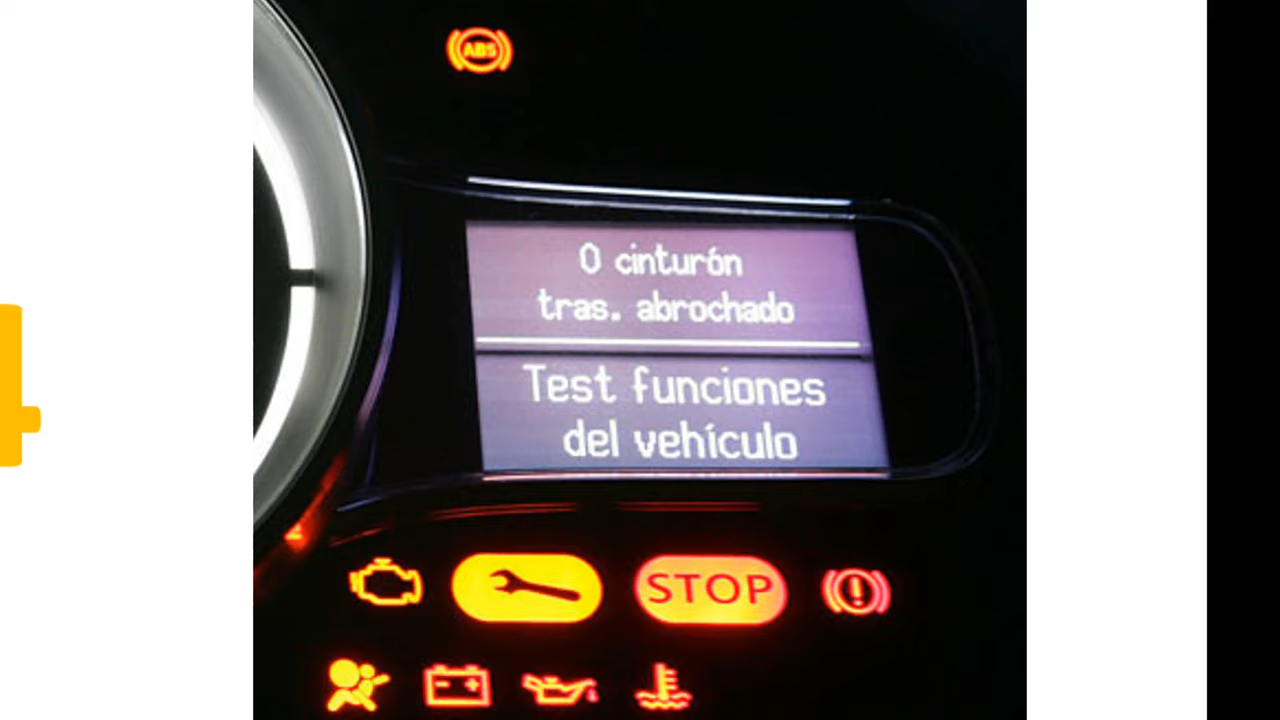 ABS
0 cinturón
tras. abrochado
Test funciones
del vehículo
STOP